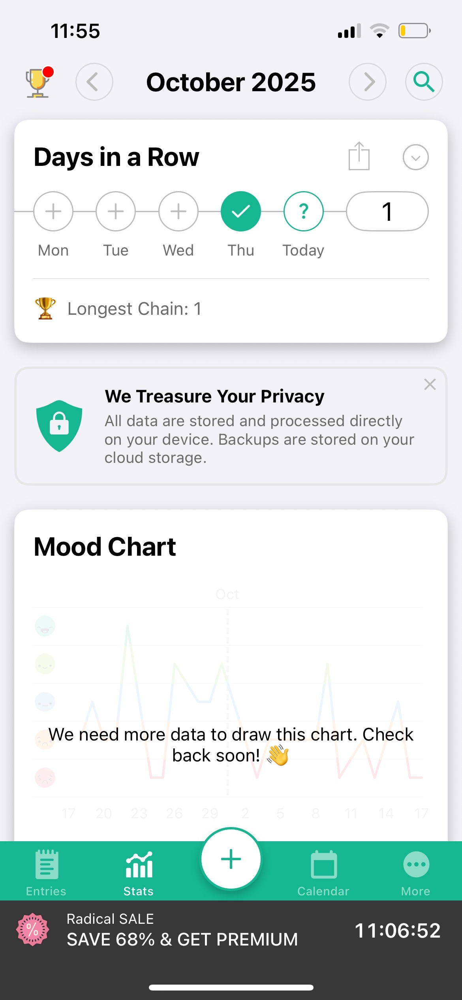 11:55
October 2025
Days in a Row
?
1
Mon
Tue
Wed
Thu
Today
Longest Chain: 1
We Treasure Your Privacy
All data are stored and processed directly
on your device. Backups are stored on your
cloud storage.
Mood Chart
Oct
We need more data to draw this chart. Check
back soon! 👋
17
20
23
26
29
2
5
8
11
14
17
Entries
Stats
Calendar
More
%
Radical SALE
SAVE 68% & GET PREMIUM
11:06:52